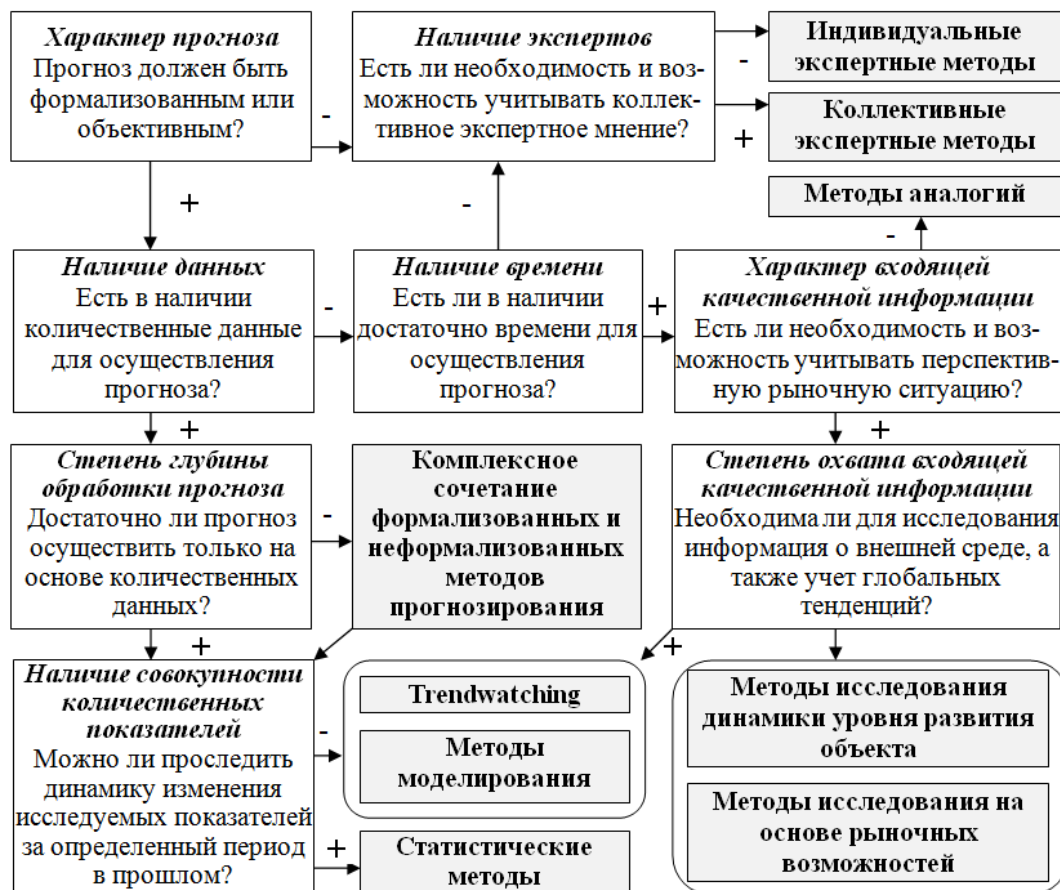 Характер прогноза
Прогноз должен быть
формализованным или
объективным?
-
+
Наличие экспертов
Есть ли необходимость и воз-
можность учитывать коллек-
тивное экспертное мнение?
-
+
Индивидуальные
экспертные методы
Коллективные
экспертные методы
Методы аналогий
-
-
Наличие данных
Есть в наличии
количественные данные
для осуществления
прогноза?
-
+
Наличие времени
Есть ли в наличии
достаточно времени для
осуществления
прогноза?
+
Характер входящей
качественной информации
Есть ли необходимость и воз-
можность учитывать перспектив-
ную рыночную ситуацию?
+
Степень глубины
обработки прогноза
Достаточно ли прогноз
осуществить только на
основе количественных
данных?
-
+
Комплексное
сочетание
формализованных и
неформализованных
методов
прогнозирования
Степень охвата входящей
качественной информации
Необходима ли для исследования
информация о внешней среде, а
также учет глобальных
тенденций?
+
-
Наличие совокупности
количественных
показателей
Можно ли проследить
динамику изменения
исследуемых показателей
за определенный период
в прошлом?
-
+
Trendwatching
Методы
моделирования
Статистические
методы
Методы исследования
динамики уровня развития
объекта
Методы исследования на
основе рыночных
возможностей